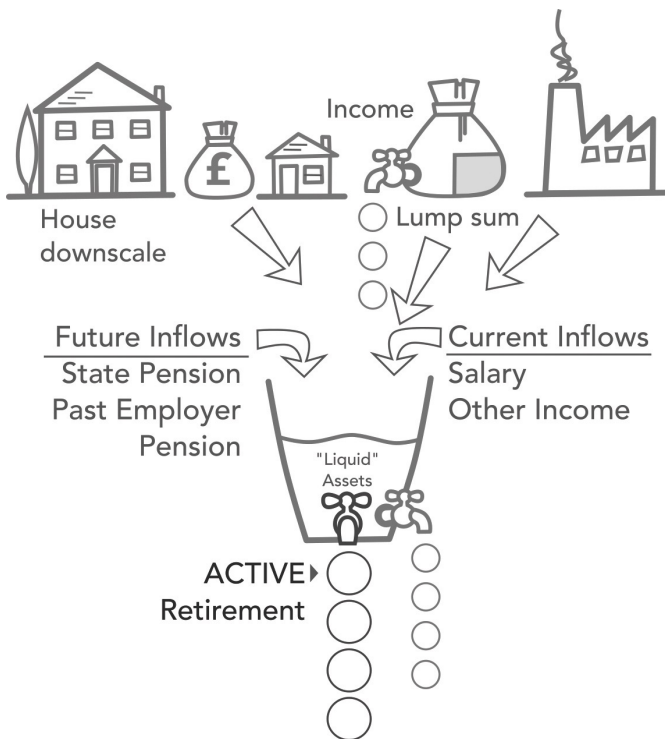 Income
£
House
downscale
Lump sum
Future Inflows
State Pension
Past Employer
Pension
Current Inflows
Salary
Other Income
"Liquid"
Assets
ACTIVE
Retirement